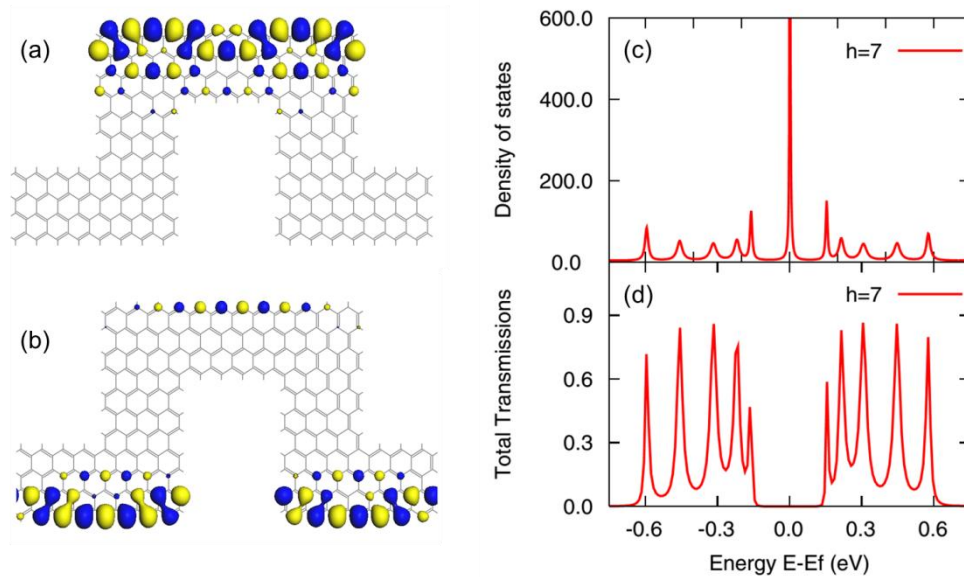 (a)
(b)
(c)
h=7
Density of states
600.0
400.0
200.0
0.0
(d)
h=7
Total Transmissions
0.9
0.6
0.3
0.0
-0.6 -0.3 0.0 0.3 0.6
Energy E-Ef (eV)